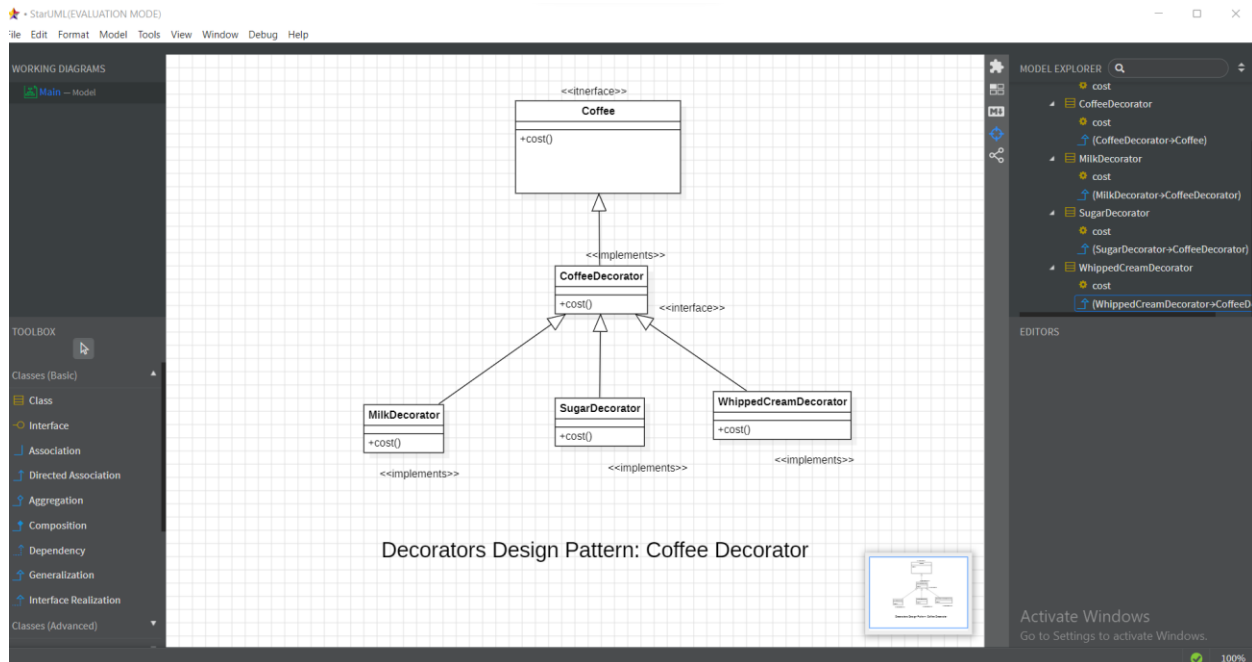 • StarUML(EVALUATION MODE)
ile Edit Format Model Tools View Window Debug Help
WORKING DIAGRAMS
Main — Model
TOOLBOX
Classes (Basic)
Class
Interface
Association
Directed Association
Aggregation
Composition
Dependency
Generalization
Interface Realization
Classes (Advanced)
<<itnerface>>
Coffee
+cost()
<<implements>>
CoffeeDecorator
+cost()
<<interface>>
MilkDecorator
+cost()
<<implements>>
SugarDecorator
+cost()
<<implements>>
WhippedCreamDecorator
+cost()
<<implements>>
Decorators Design Pattern: Coffee Decorator
MODEL EXPLORER
cost
CoffeeDecorator
cost
(CoffeeDecorator→Coffee)
MilkDecorator
cost
(MilkDecorator→CoffeeDecorator)
SugarDecorator
cost
(SugarDecorator→CoffeeDecorator)
WhippedCreamDecorator
cost
(WhippedCreamDecorator→CoffeeD
EDITORS
Activate Windows
Go to Settings to activate Windows.
100%